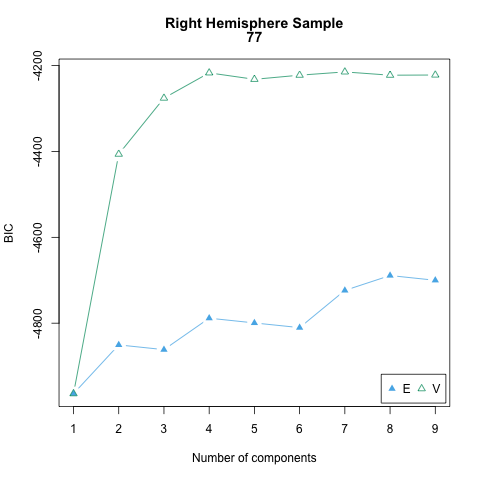 Right Hemisphere Sample
77
-4200
-4400
-4600
-4800
BIC
E V
1 2 3 4 5 6 7 8 9
Number of components